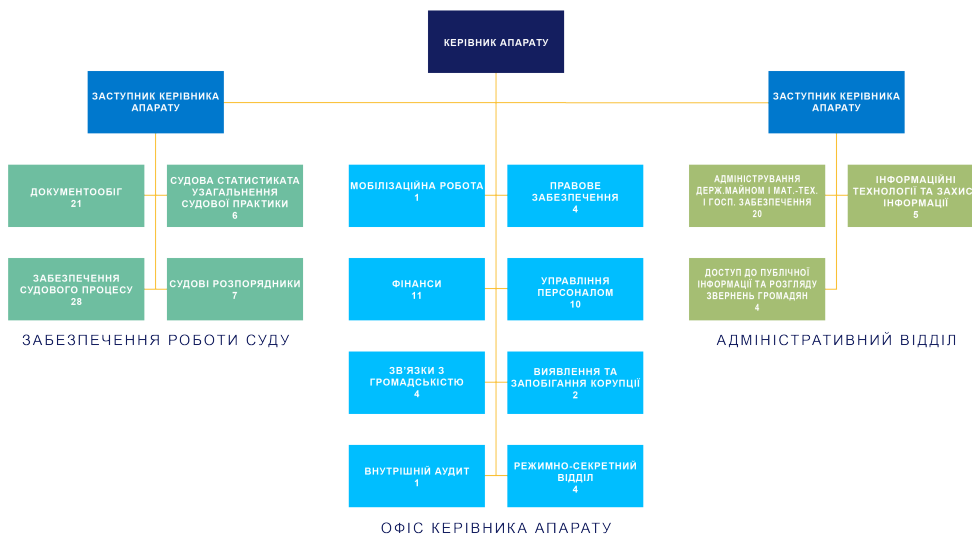 КЕРІВНИК АПАРАТУ
ЗАСТУПНИК КЕРІВНИКА
АПАРАТУ
ЗАСТУПНИК КЕРІВНИКА
АПАРАТУ
ДОКУМЕНТООБІГ
21
СУДОВА СТАТИСТИКАТА
УЗАГАЛЬНЕННЯ
СУДОВОЇ ПРАКТИКИ
6
ЗАБЕЗПЕЧЕННЯ
СУДОВОГО ПРОЦЕСУ
28
СУДОВІ РОЗПОРЯДНИКИ
7
ЗАБЕЗПЕЧЕННЯ РОБОТИ СУДУ
МОБІЛІЗАЦІЙНА РОБОТА
1
ПРАВОВЕ
ЗАБЕЗПЕЧЕННЯ
4
ФІНАНСИ
11
УПРАВЛІННЯ
ПЕРСОНАЛОМ
10
ЗВ'ЯЗКИ З
ГРОМАДСЬКІСТЮ
4
ВИЯВЛЕННЯ ТА
ЗАПОБІГАННЯ КОРУПЦІЇ
2
ВНУТРІШНІЙ АУДИТ
1
РЕЖИМНО-СЕКРЕТНИЙ
ВІДДІЛ
4
ОФІС КЕРІВНИКА АПАРАТУ
АДМІНІСТРУВАННЯ
ДЕРЖ.МАЙНОМ І МАТ.-ТЕХ.
І ГОСП. ЗАБЕЗПЕЧЕННЯ
20
ІНФОРМАЦІЙНІ
ТЕХНОЛОГІЇ ТА ЗАХИС
ІНФОРМАЦІЇ
5
ДОСТУП ДО ПУБЛІЧНОЇ
ІНФОРМАЦІЇ ТА РОЗГЛЯДУ
ЗВЕРНЕНЬ ГРОМАДЯН
4
АДМІНІСТРАТИВНИЙ ВІДДІЛ